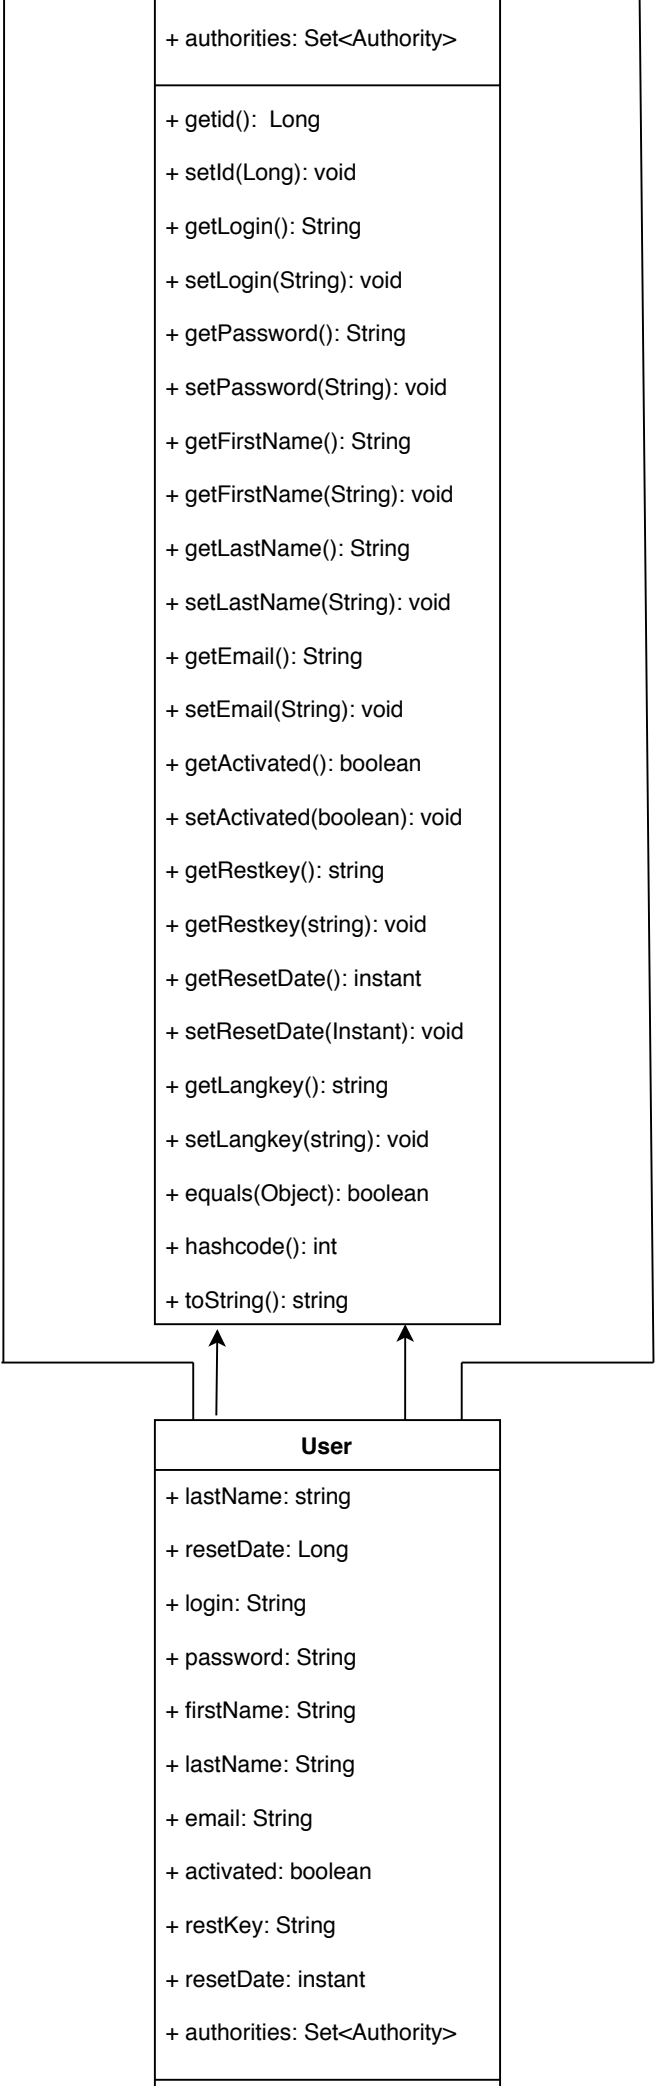 + authorities: Set<Authority>
+ getid():  Long
+ setId(Long): void
+ getLogin(): String
+ setLogin(String): void
+ getPassword(): String
+ setPassword(String): void
+ getFirstName(): String
+ getFirstName(String): void
+ getLastName(): String
+ setLastName(String): void
+ getEmail(): String
+ setEmail(String): void
+ getActivated(): boolean
+ setActivated(boolean): void
+ getRestkey(): string
+ getRestkey(string): void
+ getResetDate(): instant
+ setResetDate(Instant): void
+ getLangkey(): string
+ setLangkey(string): void
+ equals(Object): boolean
+ hashcode(): int
+ toString(): string
User
+ lastName: string
+ resetDate: Long
+ login: String
+ password: String
+ firstName: String
+ lastName: String
+ email: String
+ activated: boolean
+ restKey: String
+ resetDate: instant
+ authorities: Set<Authority>